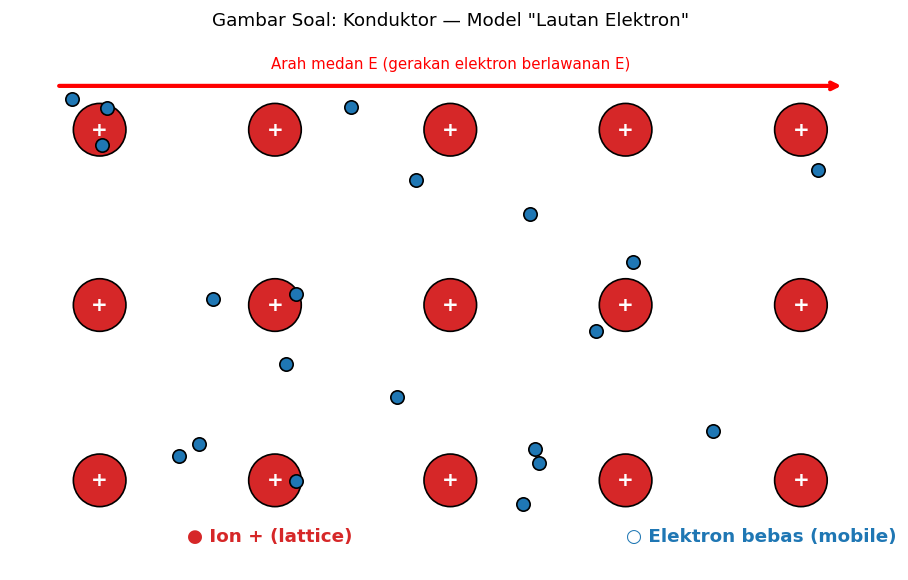 Gambar Soal: Konduktor — Model "Lautan Elektron"
Arah medan E (gerakan elektron berlawanan E)
+ + + + +
+ + + + +
+ + + + +
● Ion + (lattice) ○ Elektron bebas (mobile)